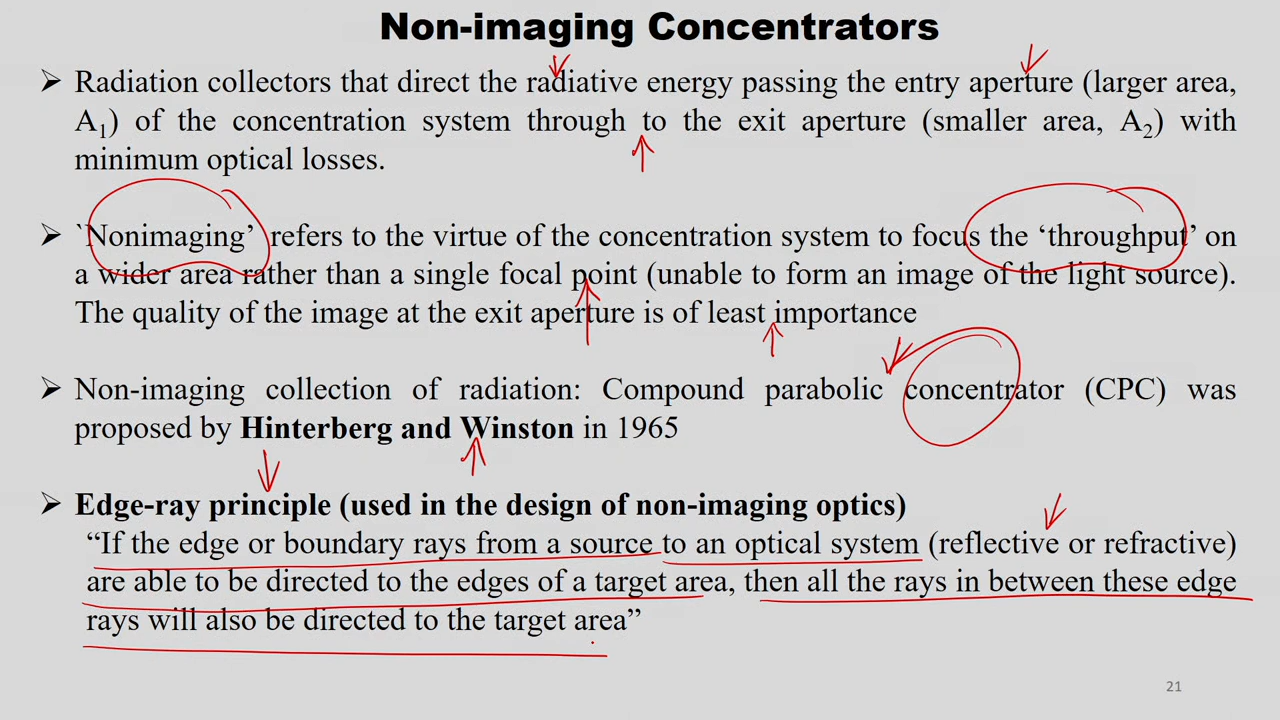 Non-imaging Concentrators
➢ Radiation collectors that direct the radiative energy passing the entry aperture (larger area,
A₁) of the concentration system through to the exit aperture (smaller area, A₂) with
minimum optical losses.
➢ `Nonimaging’ refers to the virtue of the concentration system to focus the ‘throughput’ on
a wider area rather than a single focal point (unable to form an image of the light source).
The quality of the image at the exit aperture is of least importance
➢ Non-imaging collection of radiation: Compound parabolic concentrator (CPC) was
proposed by Hinterberg and Winston in 1965
➢ Edge-ray principle (used in the design of non-imaging optics)
“If the edge or boundary rays from a source to an optical system (reflective or refractive)
are able to be directed to the edges of a target area, then all the rays in between these edge
rays will also be directed to the target area”
21